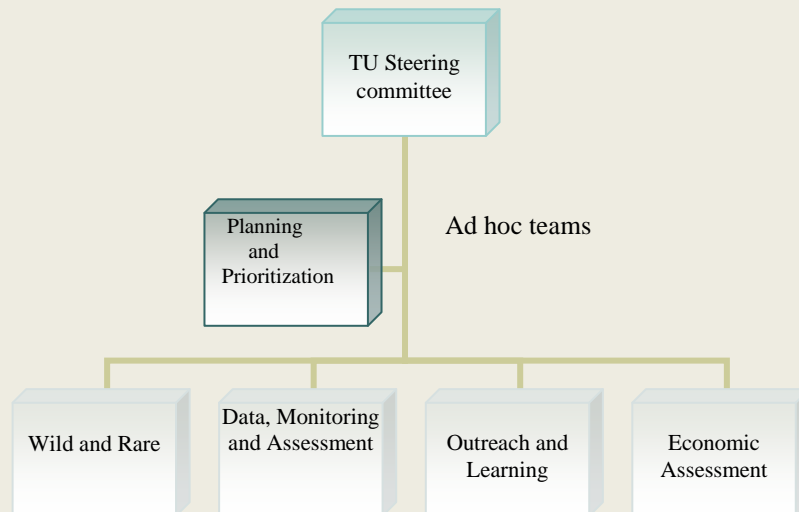 TU Steering
committee
Planning
and
Prioritization
Ad hoc teams
Wild and Rare
Data, Monitoring
and Assessment
Outreach and
Learning
Economic
Assessment